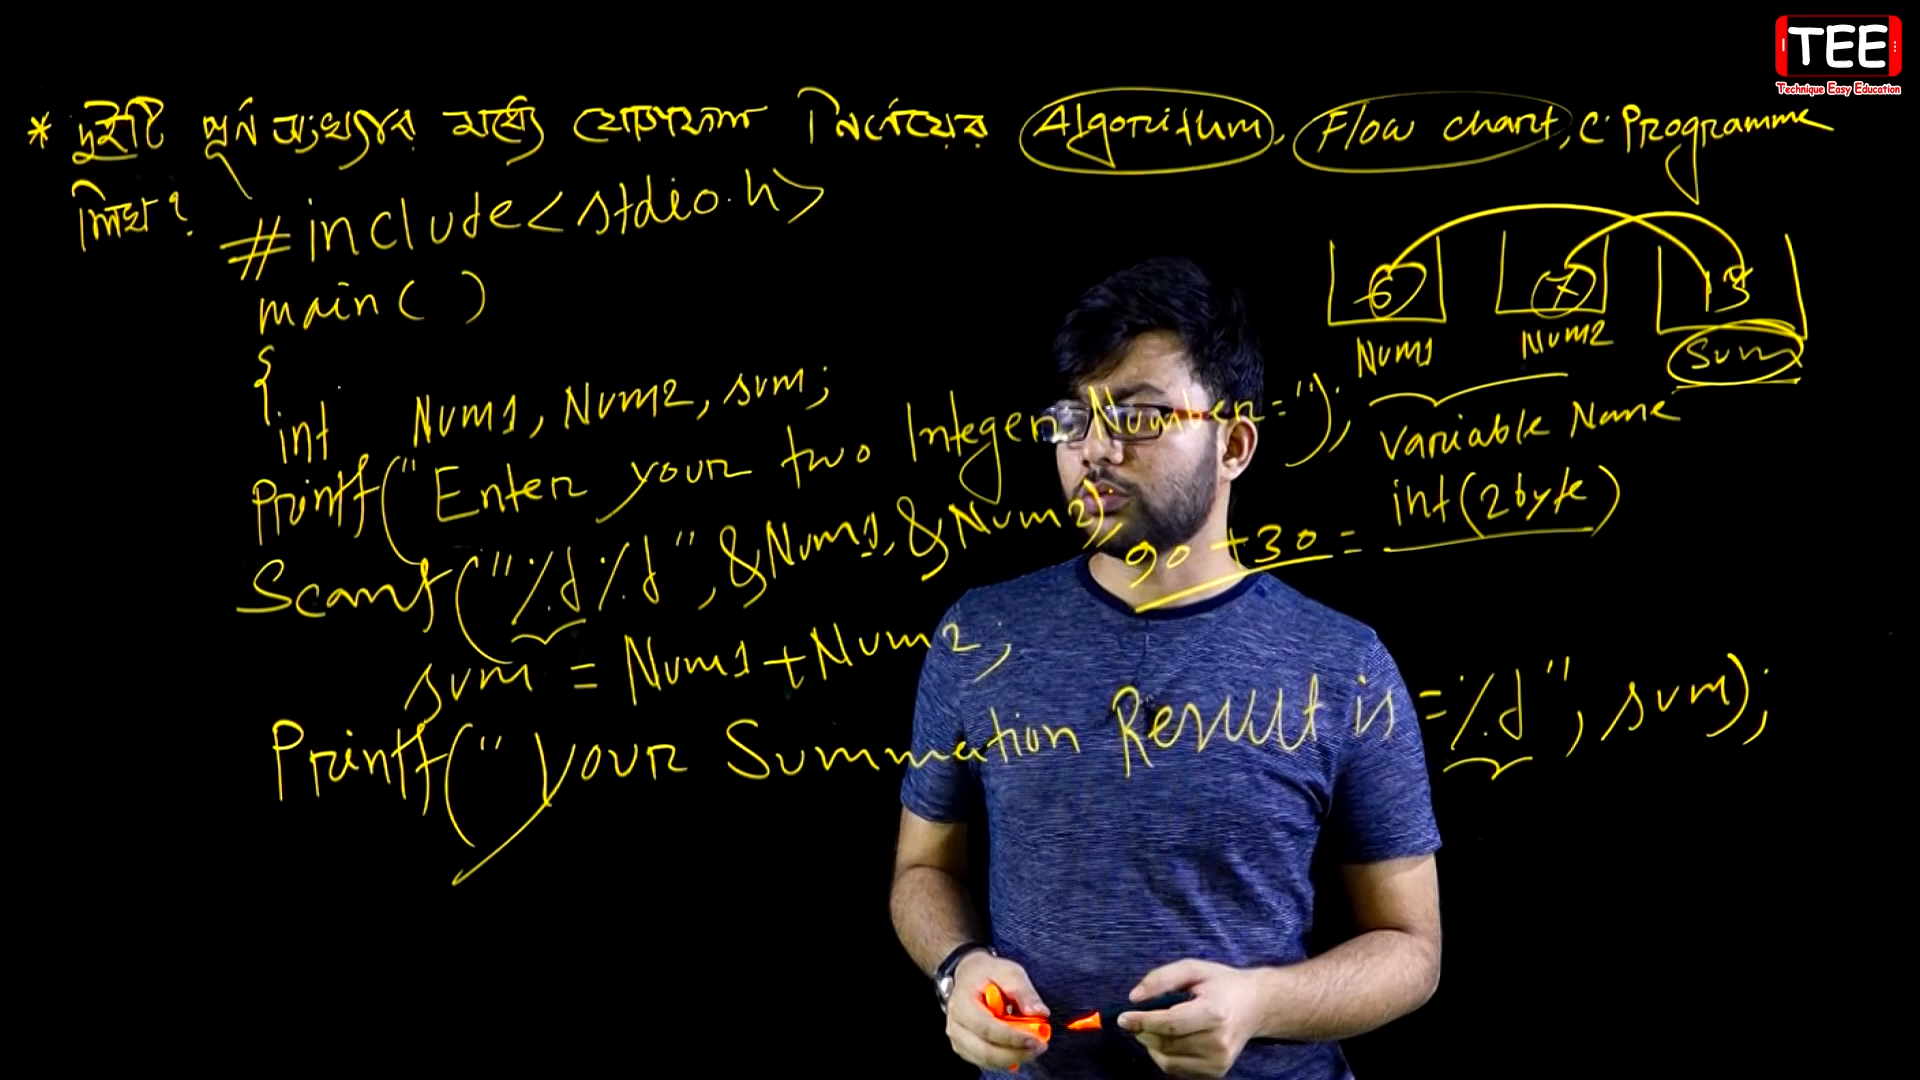 TEE
Technique Easy Education
* দুইটি পূর্ন সংখ্যার মধ্যে যোগফল নির্ণয়ের Algorithm, Flow chart, C Programme
লিখ?
#include<stdio.h>
main( )
{
int Num1, Num2, sum;
Printf("Enter your two Integer Number=");
Scanf("%d%d", &Num1, &Num2);
sum = Num1+Num2;
Printf("Your Summation Result is =%d", sum);
6 7 13
Num1 Num2 Sum
Variable Name
int(2byte)
90+30=